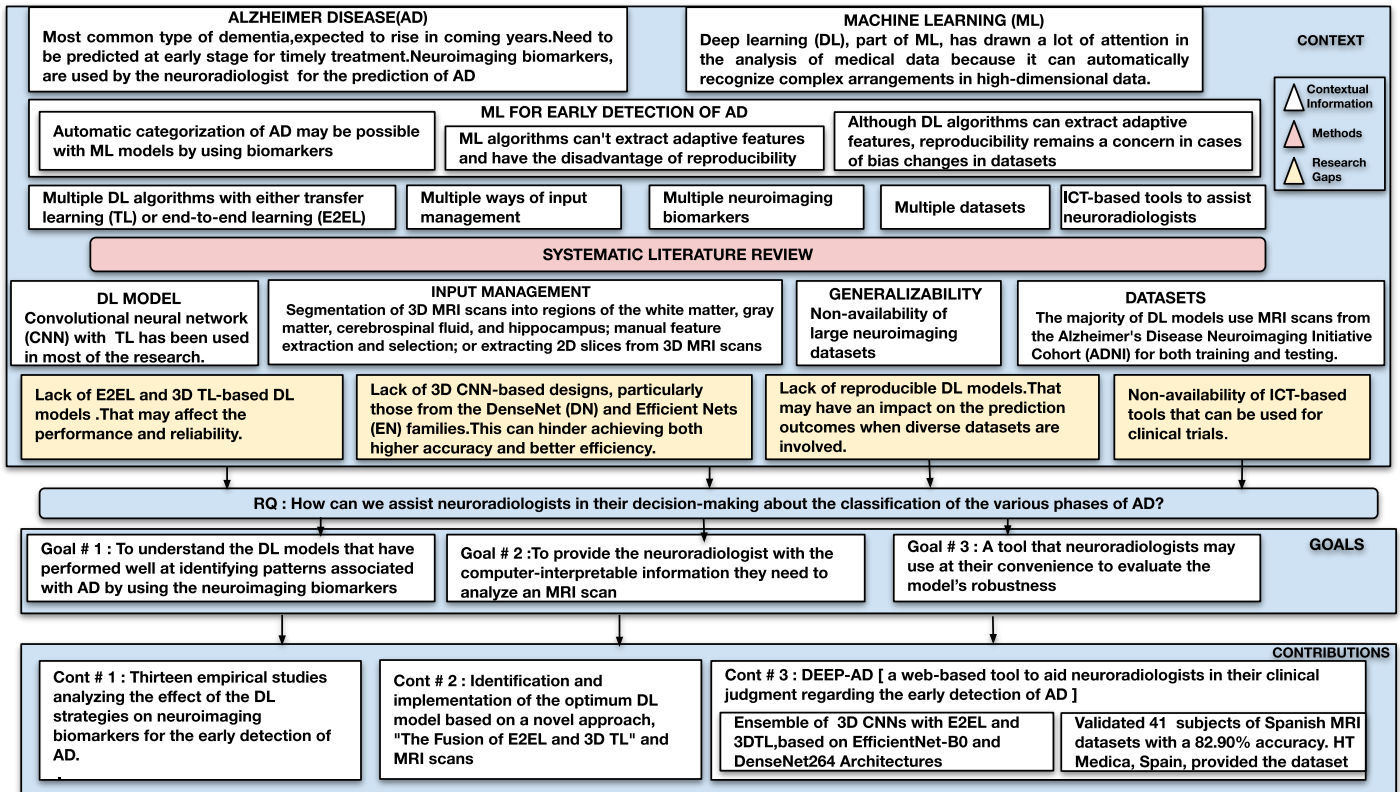 ALZHEIMER DISEASE(AD)
Most common type of dementia,expected to rise in coming years.Need to
be predicted at early stage for timely treatment.Neuroimaging biomarkers,
are used by the neuroradiologist for the prediction of AD
MACHINE LEARNING (ML)
Deep learning (DL), part of ML, has drawn a lot of attention in
the analysis of medical data because it can automatically
recognize complex arrangements in high-dimensional data.
CONTEXT
Contextual
Information
Methods
Research
Gaps
ML FOR EARLY DETECTION OF AD
Automatic categorization of AD may be possible
with ML models by using biomarkers
ML algorithms can't extract adaptive features
and have the disadvantage of reproducibility
Although DL algorithms can extract adaptive
features, reproducibility remains a concern in cases
of bias changes in datasets
Multiple DL algorithms with either transfer
learning (TL) or end-to-end learning (E2EL)
Multiple ways of input
management
Multiple neuroimaging
biomarkers
Multiple datasets
ICT-based tools to assist
neuroradiologists
SYSTEMATIC LITERATURE REVIEW
DL MODEL
Convolutional neural network
(CNN) with TL has been used
in most of the research.
INPUT MANAGEMENT
Segmentation of 3D MRI scans into regions of the white matter, gray
matter, cerebrospinal fluid, and hippocampus; manual feature
extraction and selection; or extracting 2D slices from 3D MRI scans
GENERALIZABILITY
Non-availability of
large neuroimaging
datasets
DATASETS
The majority of DL models use MRI scans from
the Alzheimer's Disease Neuroimaging Initiative
Cohort (ADNI) for both training and testing.
Lack of E2EL and 3D TL-based DL
models .That may affect the
performance and reliability.
Lack of 3D CNN-based designs, particularly
those from the DenseNet (DN) and Efficient Nets
(EN) families.This can hinder achieving both
higher accuracy and better efficiency.
Lack of reproducible DL models.That
may have an impact on the prediction
outcomes when diverse datasets are
involved.
Non-availability of ICT-based
tools that can be used for
clinical trials.
RQ : How can we assist neuroradiologists in their decision-making about the classification of the various phases of AD?
GOALS
Goal # 1 : To understand the DL models that have
performed well at identifying patterns associated
with AD by using the neuroimaging biomarkers
Goal # 2 :To provide the neuroradiologist with the
computer-interpretable information they need to
analyze an MRI scan
Goal # 3 : A tool that neuroradiologists may
use at their convenience to evaluate the
model's robustness
CONTRIBUTIONS
Cont # 1 : Thirteen empirical studies
analyzing the effect of the DL
strategies on neuroimaging
biomarkers for the early detection of
AD.
.
Cont # 2 : Identification and
implementation of the optimum DL
model based on a novel approach,
"The Fusion of E2EL and 3D TL" and
MRI scans
Cont # 3 : DEEP-AD [ a web-based tool to aid neuroradiologists in their clinical
judgment regarding the early detection of AD ]
Ensemble of 3D CNNs with E2EL and
3DTL,based on EfficientNet-B0 and
DenseNet264 Architectures
Validated 41 subjects of Spanish MRI
datasets with a 82.90% accuracy. HT
Medica, Spain, provided the dataset